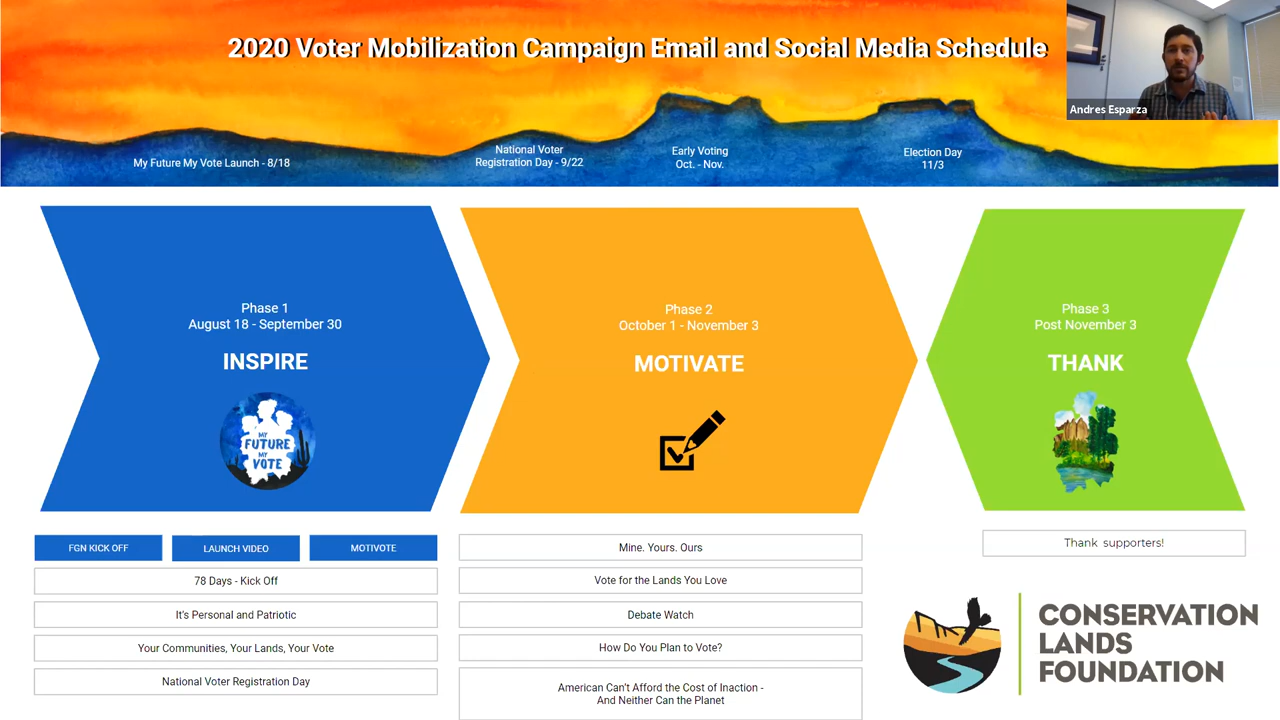 2020 Voter Mobilization Campaign Email and Social Media Schedule
Andres Esparza
My Future My Vote Launch - 8/18
National Voter
Registration Day - 9/22
Early Voting
Oct. - Nov.
Election Day
11/3
Phase 1
August 18 - September 30
INSPIRE
MY
FUTURE
MY
VOTE
Phase 2
October 1 - November 3
MOTIVATE
Phase 3
Post November 3
THANK
FGN KICK OFF
LAUNCH VIDEO
MOTIVOTE
78 Days - Kick Off
It's Personal and Patriotic
Your Communities, Your Lands, Your Vote
National Voter Registration Day
Mine. Yours. Ours
Vote for the Lands You Love
Debate Watch
How Do You Plan to Vote?
American Can't Afford the Cost of Inaction -
And Neither Can the Planet
Thank supporters!
CONSERVATION
LANDS
FOUNDATION